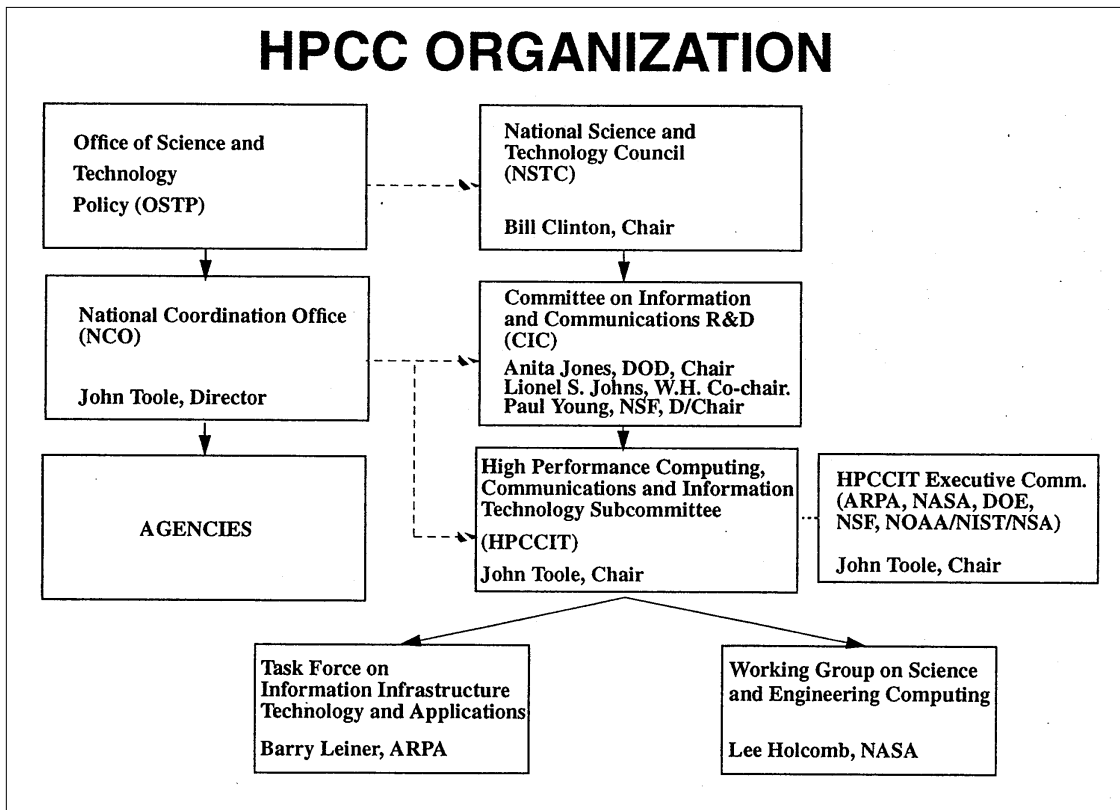 HPCC ORGANIZATION
Office of Science and
Technology
Policy (OSTP)
National Science and
Technology Council
(NSTC)
Bill Clinton, Chair
National Coordination Office
(NCO)
John Toole, Director
Committee on Information
and Communications R&D
(CIC)
Anita Jones, DOD, Chair
Lionel S. Johns, W.H. Co-chair.
Paul Young, NSF, D/Chair
AGENCIES
High Performance Computing,
Communications and Information
Technology Subcommittee
(HPCCIT)
John Toole, Chair
HPCCIT Executive Comm.
(ARPA, NASA, DOE,
NSF, NOAA/NIST/NSA)
John Toole, Chair
Task Force on
Information Infrastructure
Technology and Applications
Barry Leiner, ARPA
Working Group on Science
and Engineering Computing
Lee Holcomb, NASA